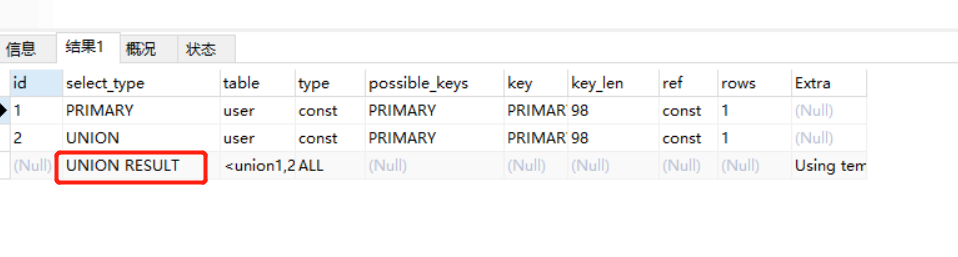 信息 结果1 概况 状态
id select_type table type possible_keys key key_len ref rows Extra
1 PRIMARY user const PRIMARY PRIMAR 98 const 1 (Null)
2 UNION user const PRIMARY PRIMAR 98 const 1 (Null)
(Null) UNION RESULT <union1,2 ALL (Null) (Null) (Null) (Null) (Null) Using tem